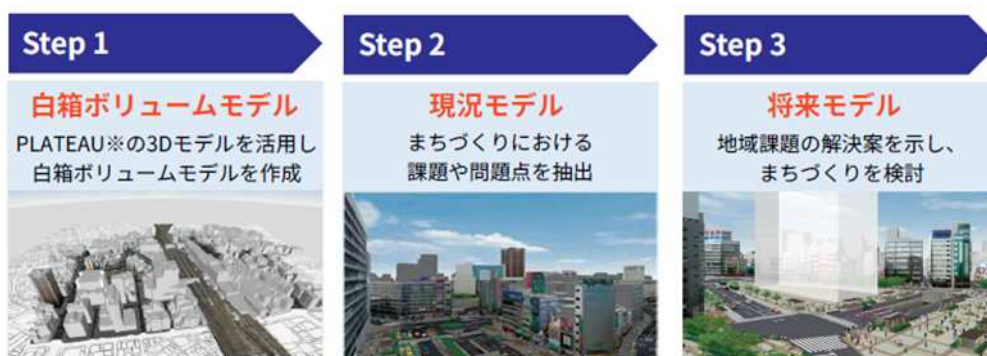 Step 1
白箱ボリュームモデル
PLATEAU※の3Dモデルを活用し
白箱ボリュームモデルを作成
Step 2
現況モデル
まちづくりにおける
課題や問題点を抽出
Step 3
将来モデル
地域課題の解決案を示し、
まちづくりを検討